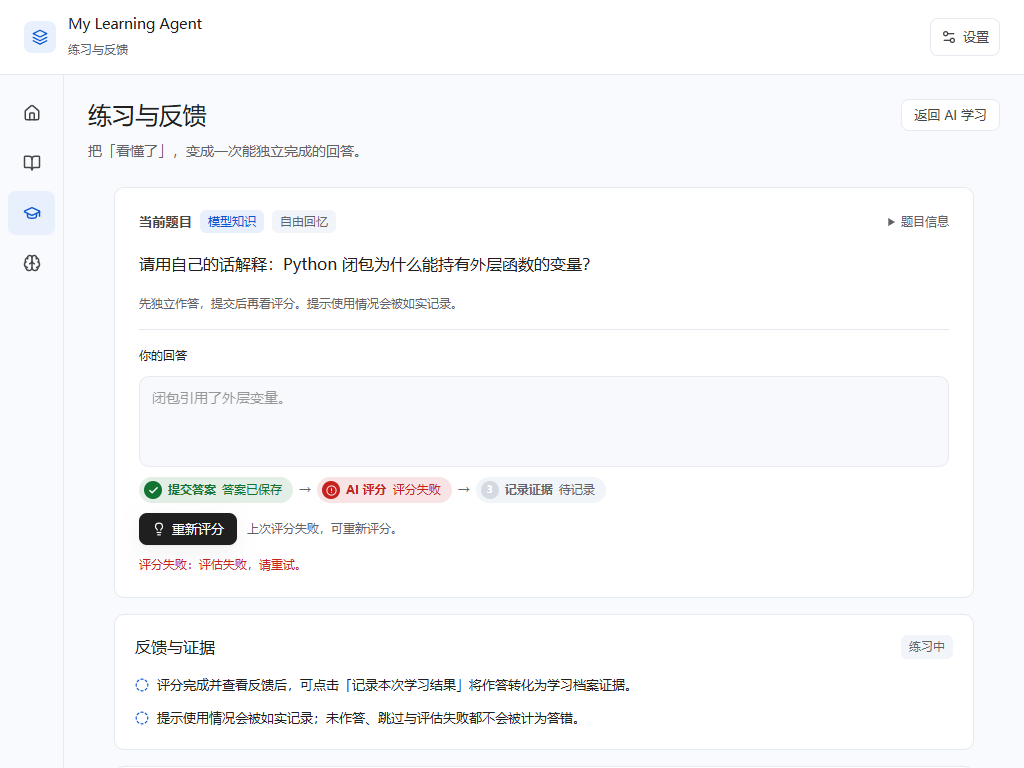 My Learning Agent
练习与反馈
设置
练习与反馈
返回 AI 学习
把「看懂了」，变成一次能独立完成的回答。
当前题目 模型知识 自由回忆 题目信息
请用自己的话解释：Python 闭包为什么能持有外层函数的变量？
先独立作答，提交后再看评分。提示使用情况会被如实记录。
你的回答
闭包引用了外层变量。
提交答案 答案已保存 → AI 评分 评分失败 → 3 记录证据 待记录
重新评分 上次评分失败，可重新评分。
评分失败：评估失败，请重试。
反馈与证据 练习中
评分完成并查看反馈后，可点击「记录本次学习结果」将作答转化为学习档案证据。
提示使用情况会被如实记录；未作答、跳过与评估失败都不会被计为答错。